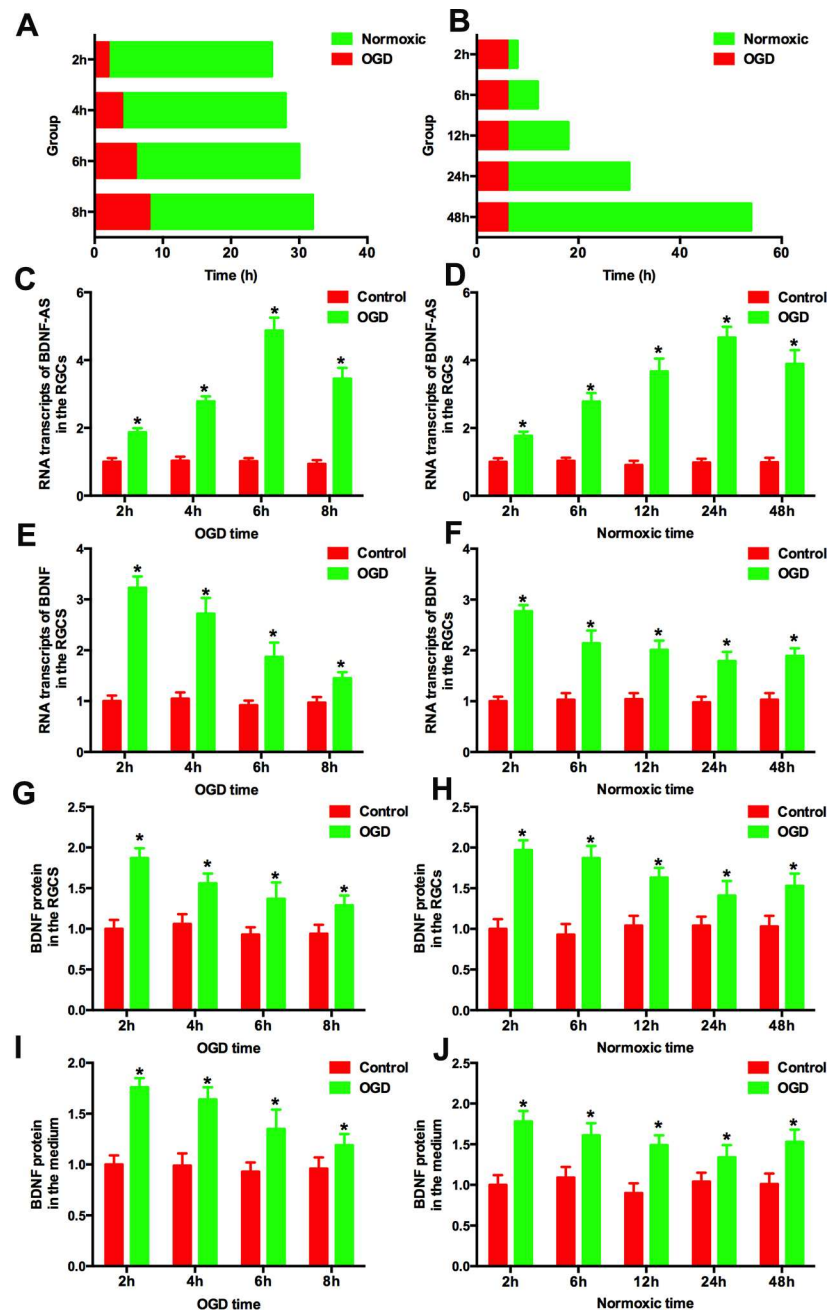 A
Normoxic
OGD
Group
2h
4h
6h
8h
0 10 20 30 40
Time (h)
B
Normoxic
OGD
Group
2h
6h
12h
24h
48h
0 20 40 60
Time (h)
C
RNA transcripts of BDNF-AS
in the RGCs
Control
OGD
6
4
2
0
* * * *
2h 4h 6h 8h
OGD time
D
RNA transcripts of BDNF-AS
in the RGCs
Control
OGD
6
4
2
0
* * * * *
2h 6h 12h 24h 48h
Normoxic time
E
RNA transcripts of BDNF
in the RGCS
Control
OGD
4
3
2
1
0
* * * *
2h 4h 6h 8h
OGD time
F
RNA transcripts of BDNF
in the RGCs
Control
OGD
4
3
2
1
0
* * * * *
2h 6h 12h 24h 48h
Normoxic time
G
BDNF protein
in the RGCS
Control
OGD
2.5
2.0
1.5
1.0
0.5
0.0
* * * *
2h 4h 6h 8h
OGD time
H
BDNF protein
in the RGCs
Control
OGD
2.5
2.0
1.5
1.0
0.5
0.0
* * * * *
2h 6h 12h 24h 48h
Normoxic time
I
BDNF protein
in the medium
Control
OGD
2.0
1.5
1.0
0.5
0.0
* * * *
2h 4h 6h 8h
OGD time
J
BDNF protein
in the medium
Control
OGD
2.5
2.0
1.5
1.0
0.5
0.0
* * * * *
2h 6h 12h 24h 48h
Normoxic time